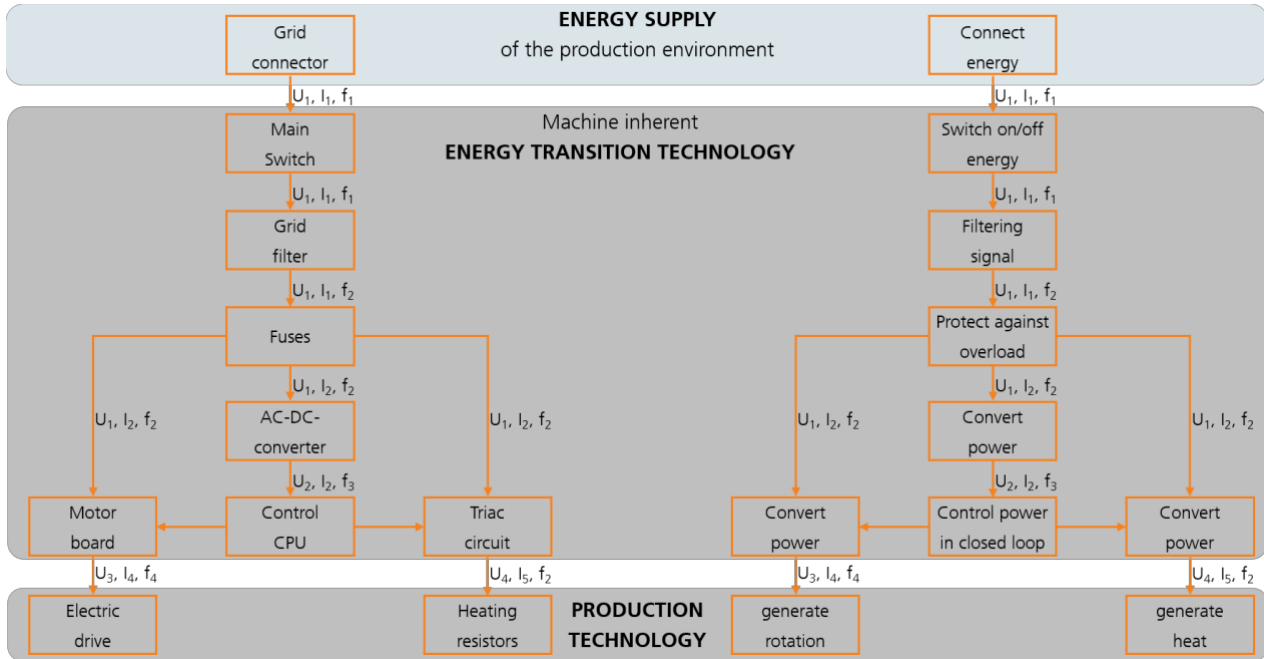 ENERGY SUPPLY
of the production environment
Grid
connector
Connect
energy
U₁, I₁, f₁
U₁, I₁, f₁
Machine inherent
ENERGY TRANSITION TECHNOLOGY
Main
Switch
Switch on/off
energy
U₁, I₁, f₁
U₁, I₁, f₁
Grid
filter
Filtering
signal
U₁, I₁, f₂
U₁, I₁, f₂
Fuses
Protect against
overload
U₁, I₂, f₂
U₁, I₂, f₂
U₁, I₂, f₂
AC-DC-
converter
U₁, I₂, f₂
U₁, I₂, f₂
Convert
power
U₁, I₂, f₂
U₂, I₂, f₃
U₂, I₂, f₃
Motor
board
Control
CPU
Triac
circuit
Convert
power
Control power
in closed loop
Convert
power
U₃, I₄, f₄
U₄, I₅, f₂
U₃, I₄, f₄
U₄, I₅, f₂
Electric
drive
Heating
resistors
PRODUCTION
TECHNOLOGY
generate
rotation
generate
heat